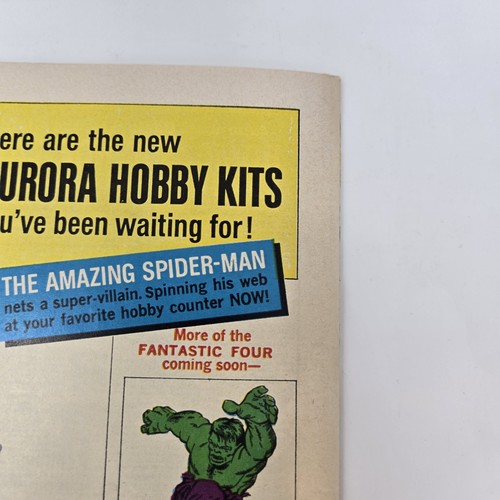 ere are the new
URORA HOBBY KITS
u've been waiting for!
THE AMAZING SPIDER-MAN
nets a super-villain. Spinning his web
at your favorite hobby counter NOW!
More of the
FANTASTIC FOUR
coming soon—